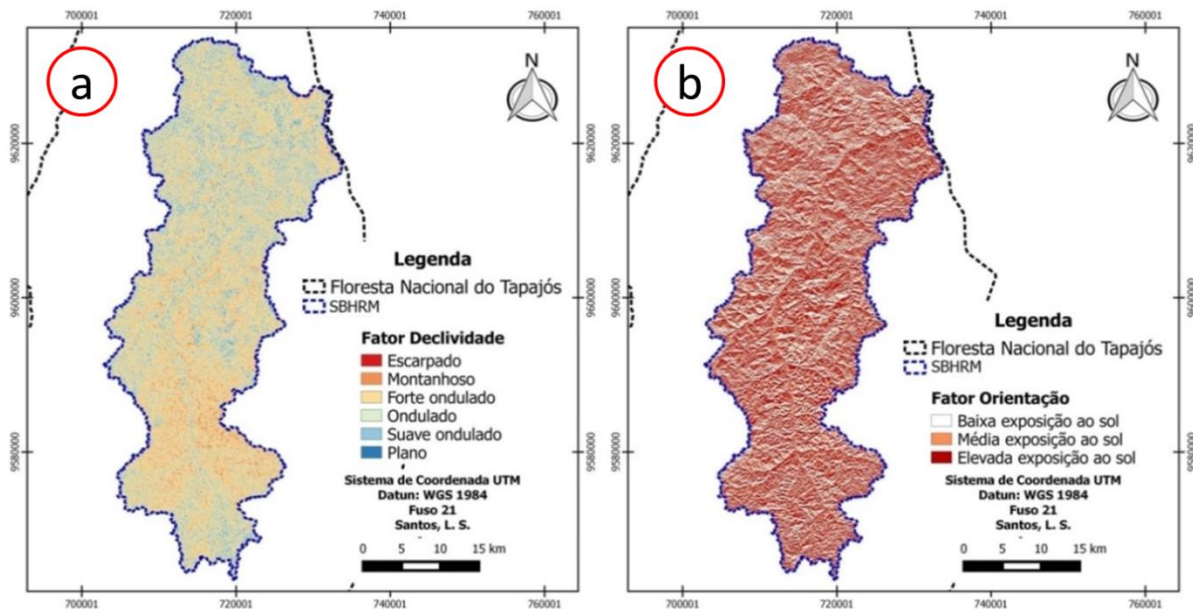 700001 720001 740001 760001
a
N
9620000
9600000
9580000
Legenda
Floresta Nacional do Tapajós
SBHRM
Fator Declividade
Escarpado
Montanhoso
Forte ondulado
Ondulado
Suave ondulado
Plano
Sistema de Coordenada UTM
Datun: WGS 1984
Fuso 21
Santos, L. S.
0 5 10 15 km
700001 720001 740001 760001
700001 720001 740001 760001
b
N
9620000
9600000
9580000
Legenda
Floresta Nacional do Tapajós
SBHRM
Fator Orientação
Baixa exposição ao sol
Média exposição ao sol
Elevada exposição ao sol
Sistema de Coordenada UTM
Datun: WGS 1984
Fuso 21
Santos, L. S.
0 5 10 15 km
700001 720001 740001 760001
9620000
9600000
9580000